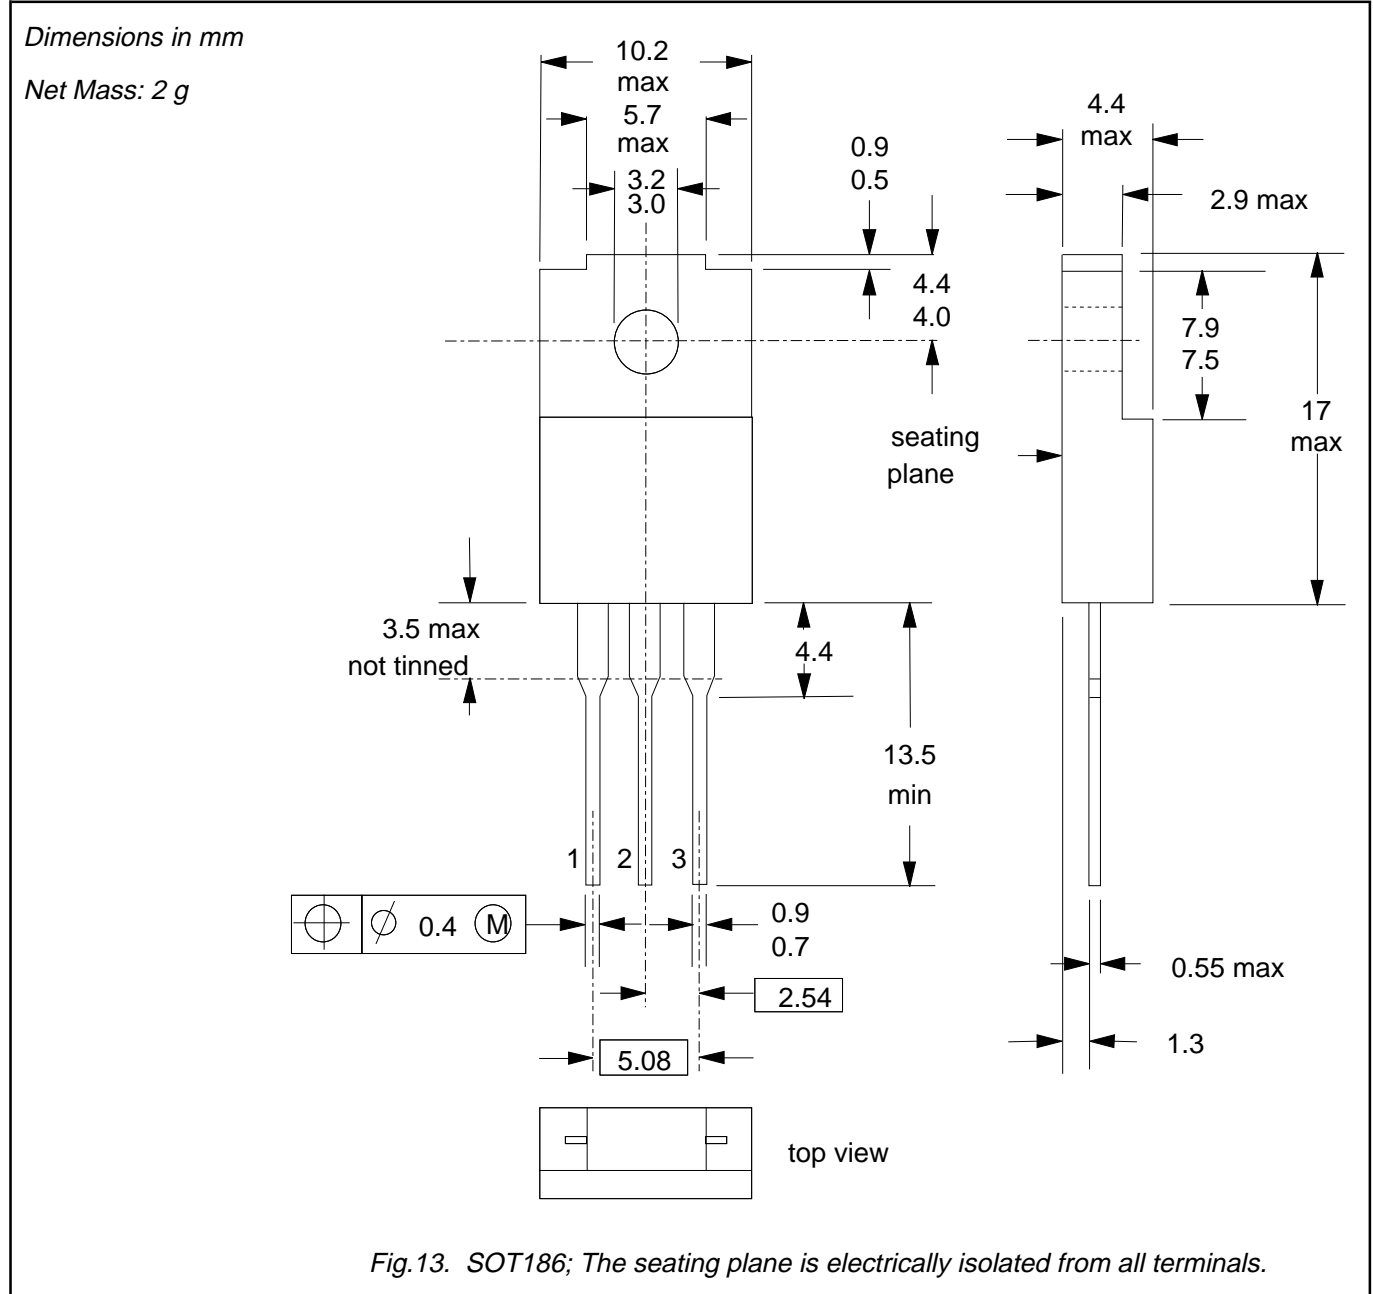 Dimensions in mm
Net Mass: 2 g
10.2
max
5.7
max
3.2
3.0
0.9
0.5
4.4
4.0
4.4
max
2.9 max
7.9
7.5
17
max
seating
plane
3.5 max
not tinned
4.4
13.5
min
1 2 3
⌀ 0.4 M
0.9
0.7
2.54
5.08
0.55 max
1.3
top view
Fig.13. SOT186; The seating plane is electrically isolated from all terminals.